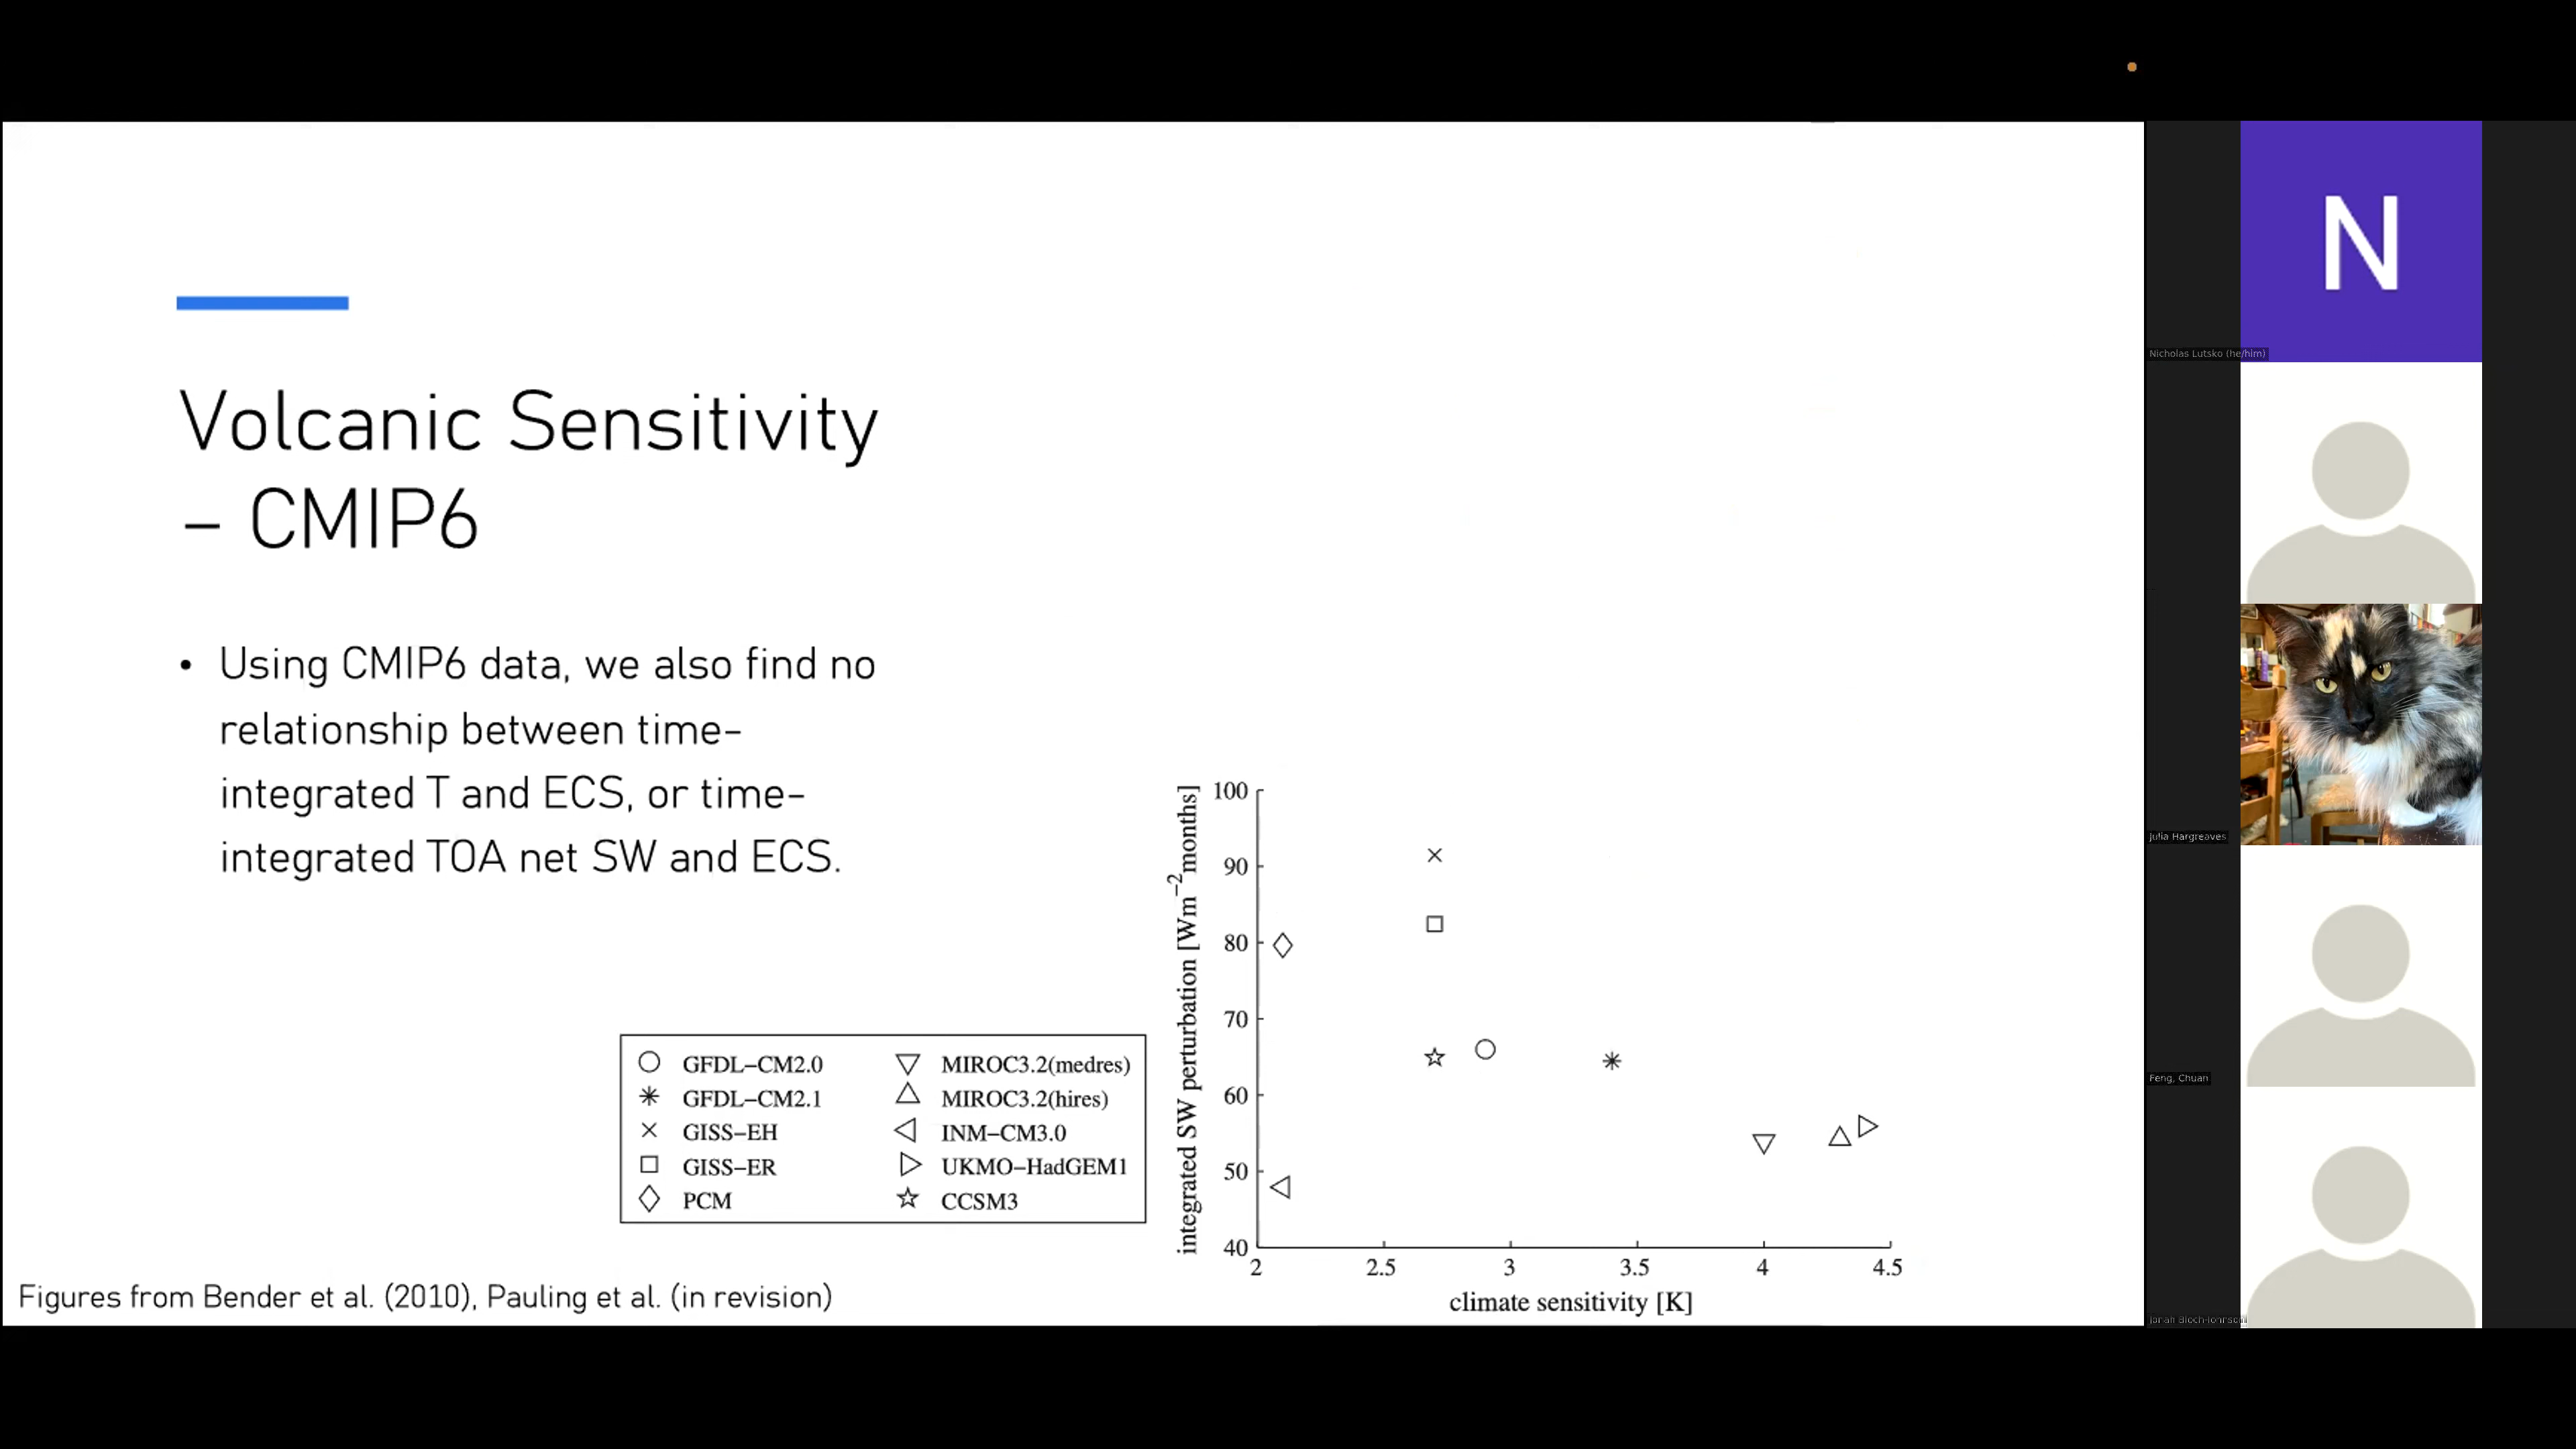 N
Nicholas Lutsko (he/him)
Volcanic Sensitivity
– CMIP6
• Using CMIP6 data, we also find no
relationship between time-
integrated T and ECS, or time-
integrated TOA net SW and ECS.
GFDL–CM2.0
GFDL–CM2.1
GISS–EH
GISS–ER
PCM
MIROC3.2(medres)
MIROC3.2(hires)
INM–CM3.0
UKMO–HadGEM1
CCSM3
integrated SW perturbation [Wm⁻²months]
100
90
80
70
60
50
40
2 2.5 3 3.5 4 4.5
climate sensitivity [K]
Figures from Bender et al. (2010), Pauling et al. (in revision)
Julia Hargreaves
Feng, Chuan
Jonah Bloch-Johnson